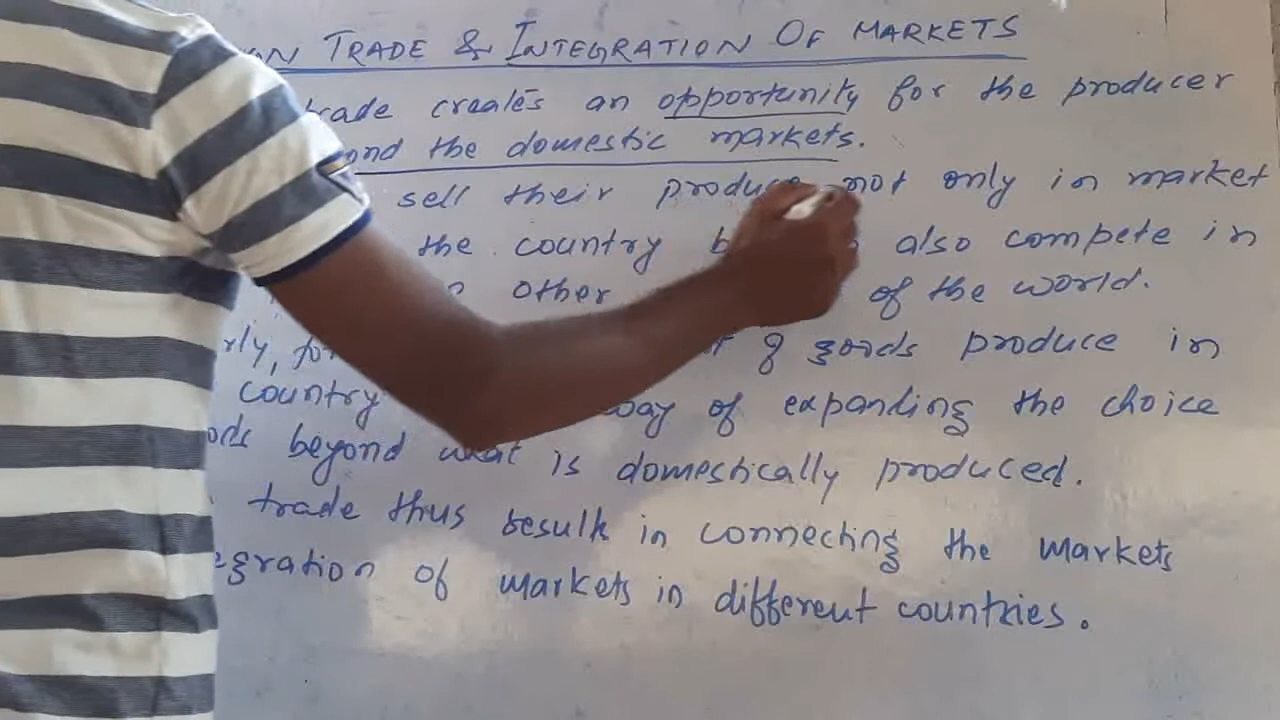 TRADE & INTEGRATION OF MARKETS
trade creates an opportunity for the producer
the domestic markets.
sell their produce not only in market
the country also compete in
other of the world.
goods produce in
country way of expanding the choice
beyond what is domestically produced.
trade thus result in connecting the markets
of markets in different countries.